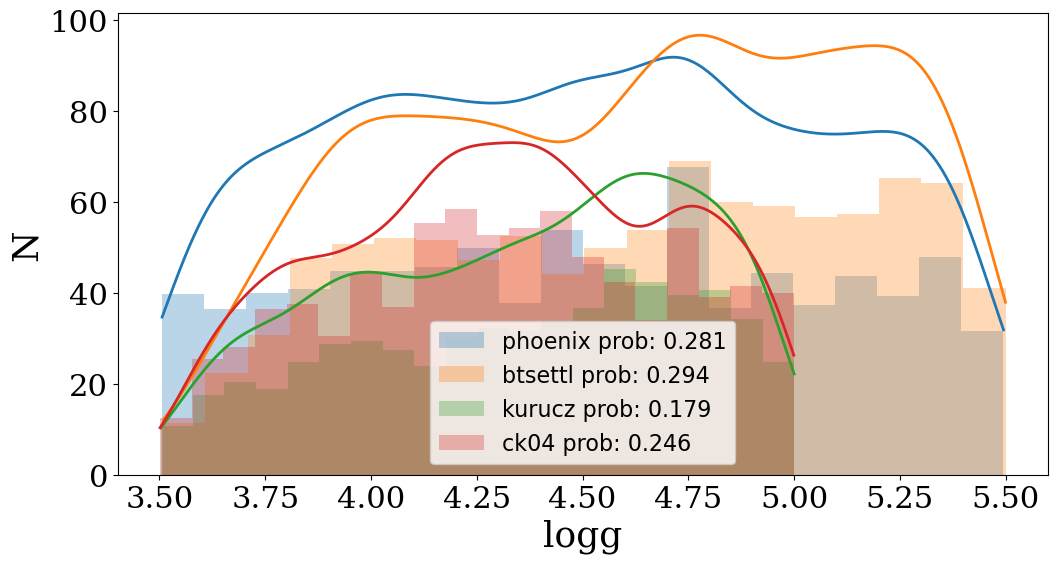 100
80
60
40
20
0
N
phoenix prob: 0.281
btsettl prob: 0.294
kurucz prob: 0.179
ck04 prob: 0.246
3.50 3.75 4.00 4.25 4.50 4.75 5.00 5.25 5.50
logg